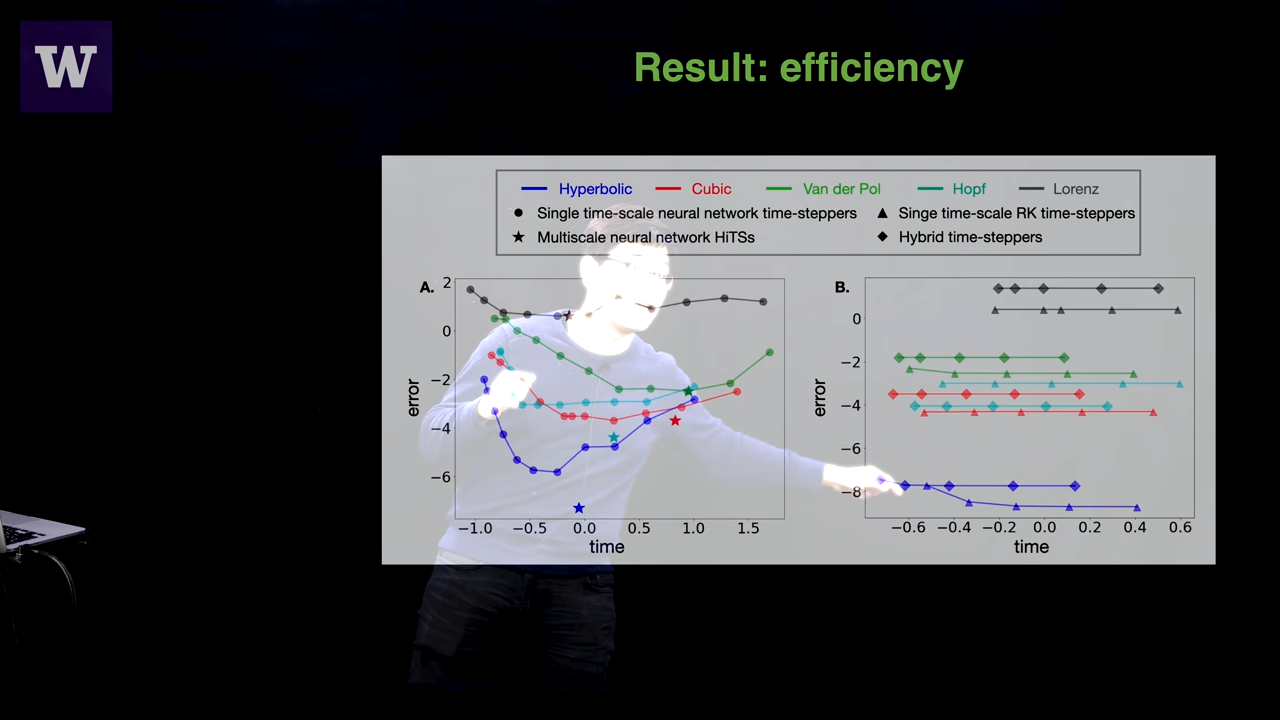 W
Result: efficiency
Hyperbolic Cubic Van der Pol Hopf Lorenz
Single time-scale neural network time-steppers Singe time-scale RK time-steppers
Multiscale neural network HiTSs Hybrid time-steppers
A.
2
0
−2
−4
−6
error
−1.0 −0.5 0.0 0.5 1.0 1.5
time
B.
0
−2
−4
−6
−8
error
−0.6 −0.4 −0.2 0.0 0.2 0.4 0.6
time